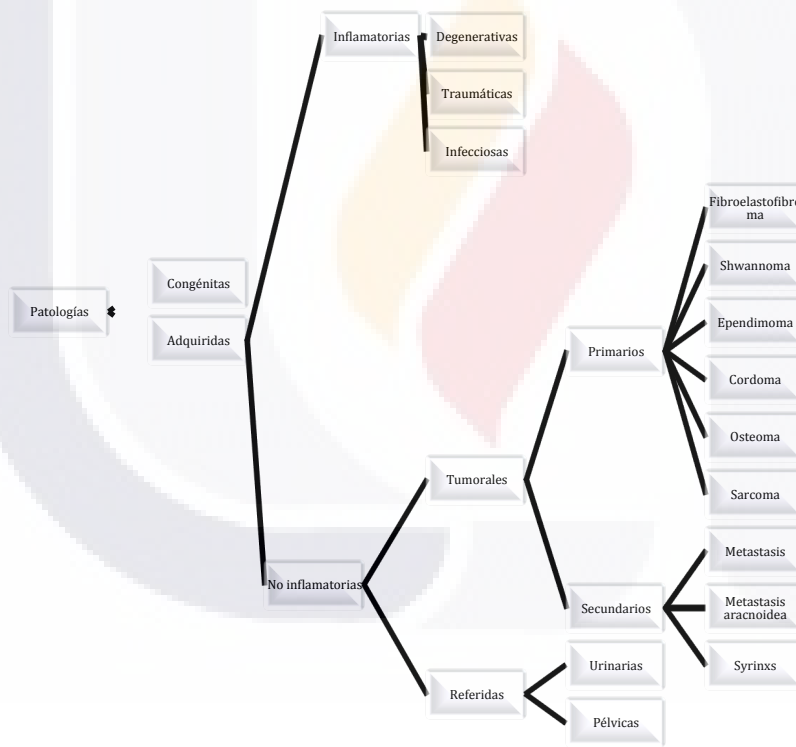 Patologías
Congénitas
Adquiridas
Inflamatorias
Degenerativas
Traumáticas
Infecciosas
No inflamatorias
Tumorales
Primarios
Fibroelastofibro
ma
Shwannoma
Ependimoma
Cordoma
Osteoma
Sarcoma
Secundarios
Metastasis
Metastasis
aracnoidea
Syrinxs
Referidas
Urinarias
Pélvicas